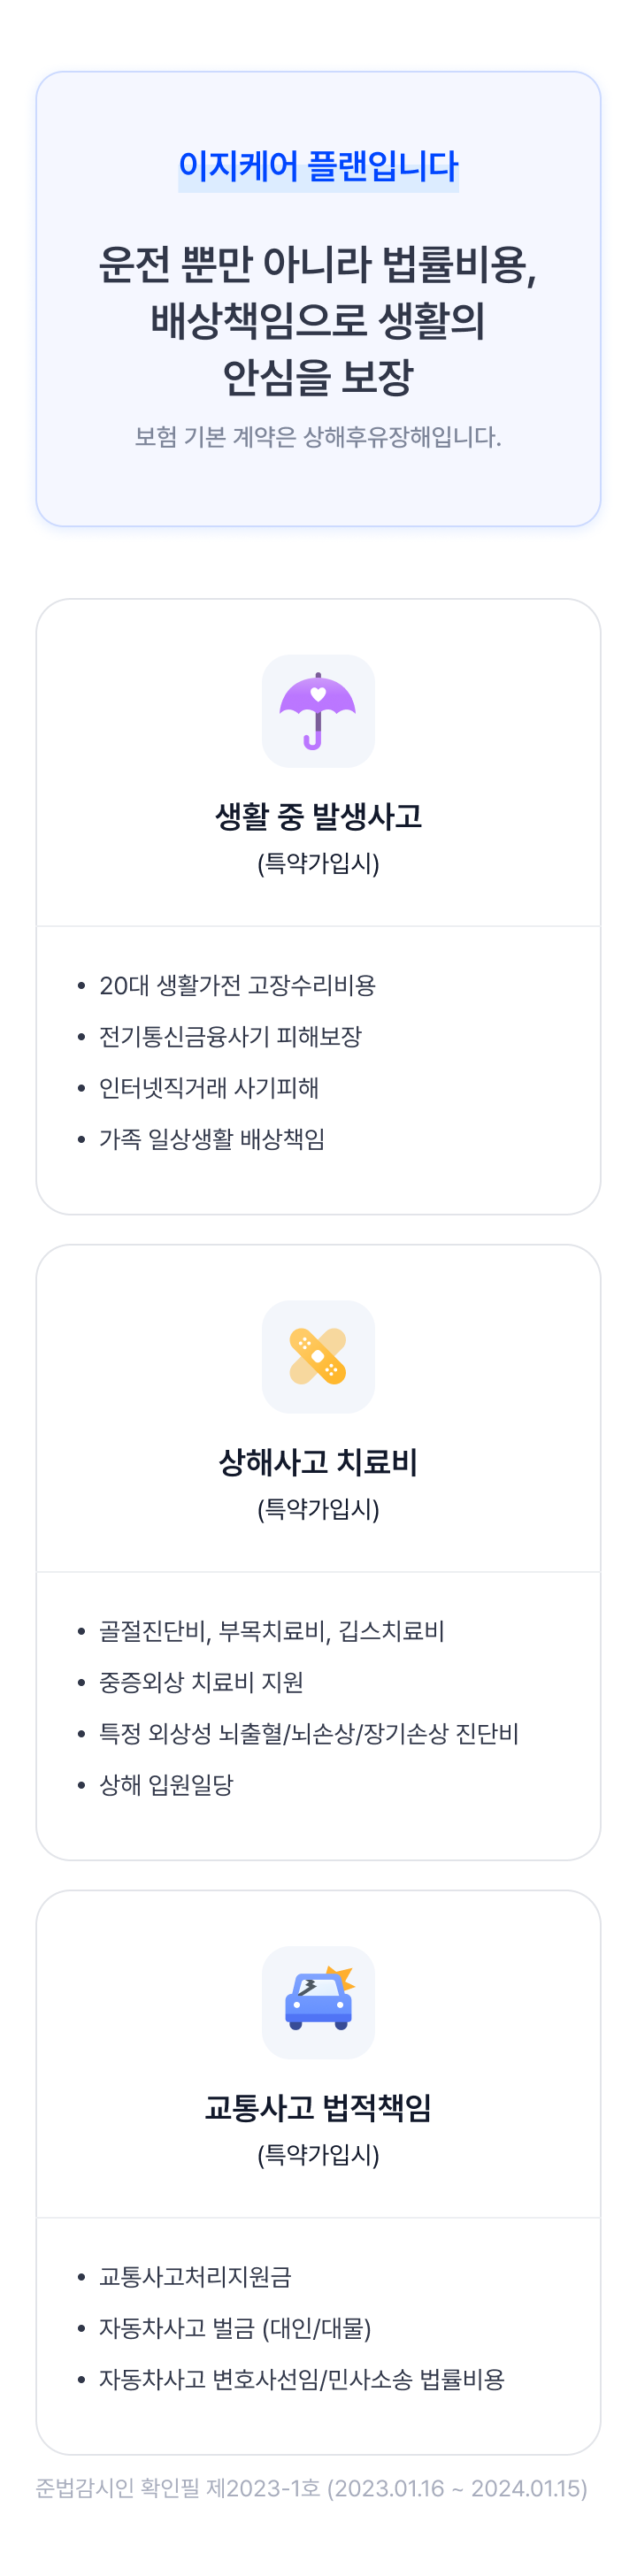 이지케어 플랜입니다
운전 뿐만 아니라 법률비용,
배상책임으로 생활의
안심을 보장
보험 기본 계약은 상해후유장해입니다.
생활 중 발생사고
(특약가입시)
• 20대 생활가전 고장수리비용
• 전기통신금융사기 피해보장
• 인터넷직거래 사기피해
• 가족 일상생활 배상책임
상해사고 치료비
(특약가입시)
• 골절진단비, 부목치료비, 깁스치료비
• 중증외상 치료비 지원
• 특정 외상성 뇌출혈/뇌손상/장기손상 진단비
• 상해 입원일당
교통사고 법적책임
(특약가입시)
• 교통사고처리지원금
• 자동차사고 벌금 (대인/대물)
• 자동차사고 변호사선임/민사소송 법률비용
준법감시인 확인필 제2023-1호 (2023.01.16 ~ 2024.01.15)